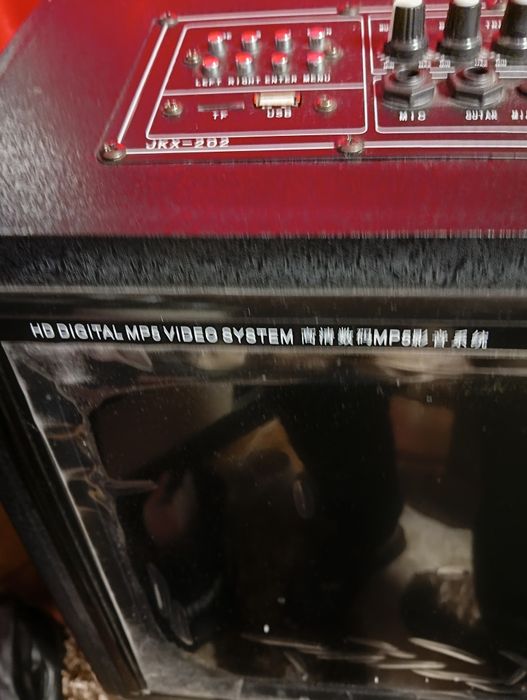 LEFT RIGHT ENTER MENU
TF USB
MIC GUITAR
JKX-202
HD DIGITAL MP5 VIDEO SYSTEM 高清数码MP5影音系统